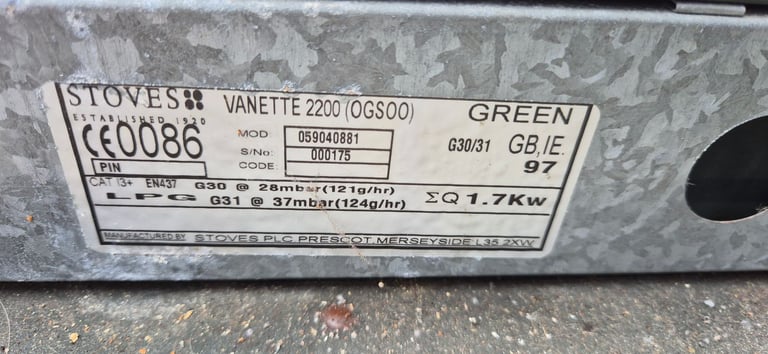 STOVES VANETTE 2200 (OGSOO) GREEN
ESTABLISHED 1920
CE0086 MOD 059040881 G30/31 GB,IE.
S/No: 000175 97
PIN CODE:
CAT I3+ EN437 G30 @ 28mbar(121g/hr)
LPG G31 @ 37mbar(124g/hr) ΣQ 1.7Kw
MANUFACTURED BY STOVES PLC PRESCOT, MERSEYSIDE L35 2XW